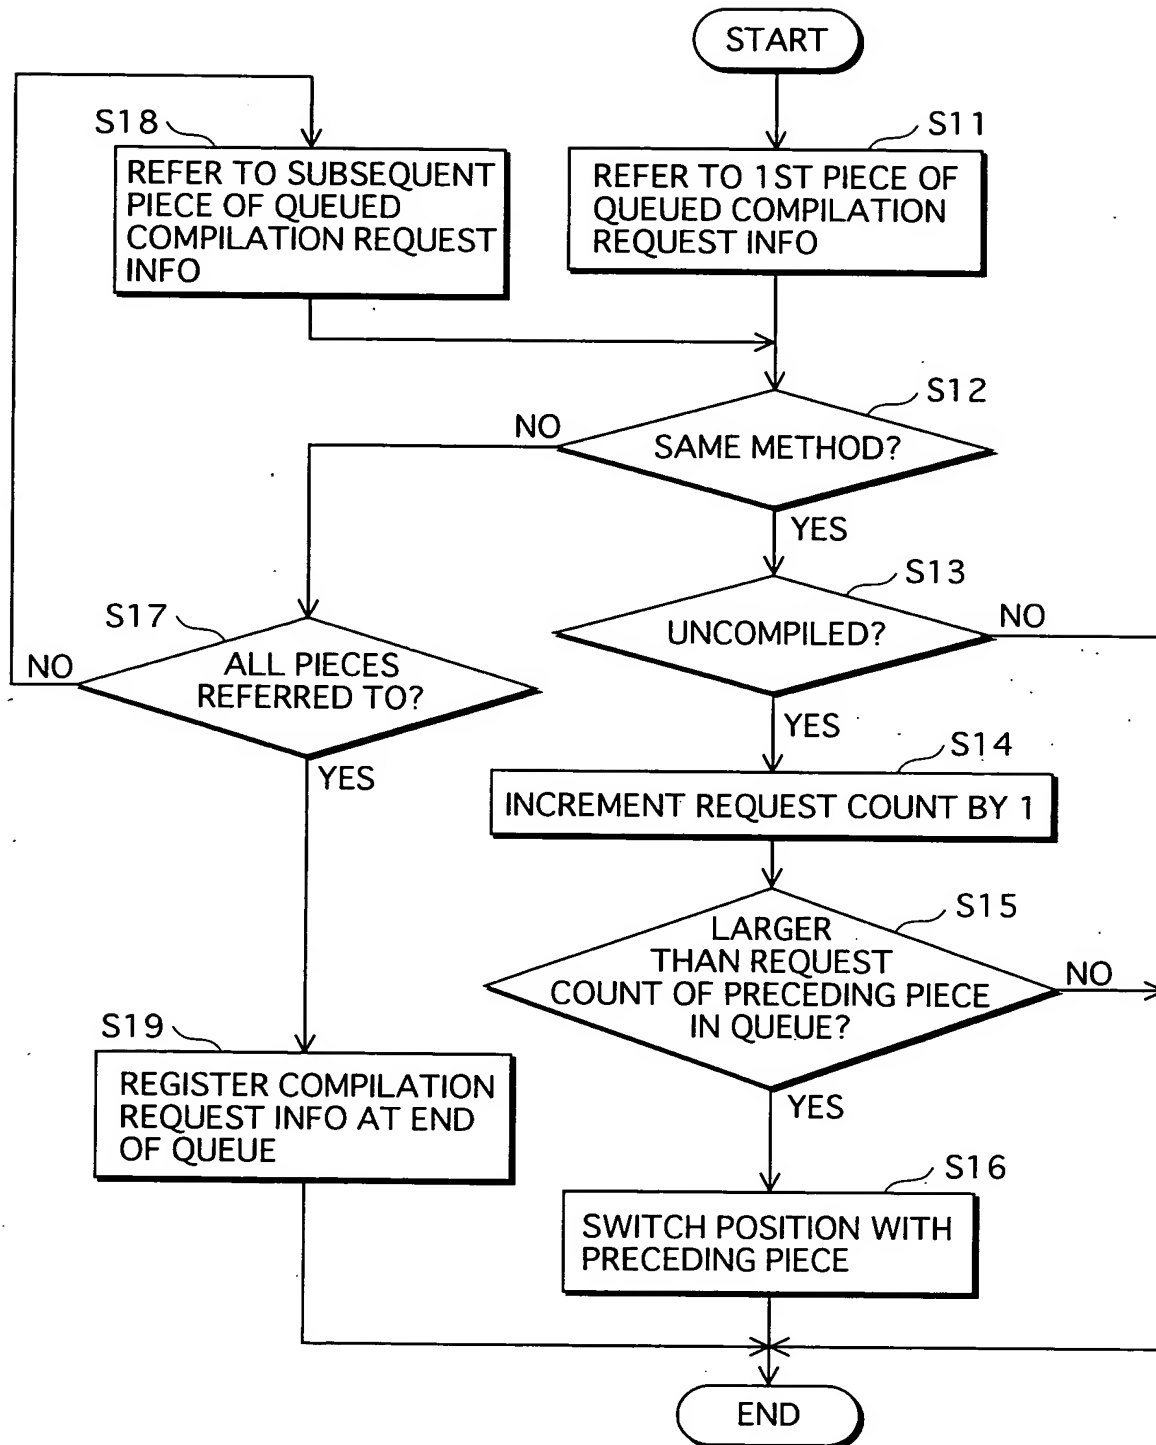 START
S18
S11
REFER TO SUBSEQUENT
PIECE OF QUEUED
COMPILATION REQUEST
INFO
REFER TO 1ST PIECE OF
QUEUED COMPILATION
REQUEST INFO
S12
NO
SAME METHOD?
YES
S13
S17
NO
UNCOMPILED?
NO
ALL PIECES
REFERRED TO?
YES
YES
S14
INCREMENT REQUEST COUNT BY 1
S15
LARGER
THAN REQUEST
COUNT OF PRECEDING PIECE
IN QUEUE?
NO
S19
REGISTER COMPILATION
REQUEST INFO AT END
OF QUEUE
YES
S16
SWITCH POSITION WITH
PRECEDING PIECE
END